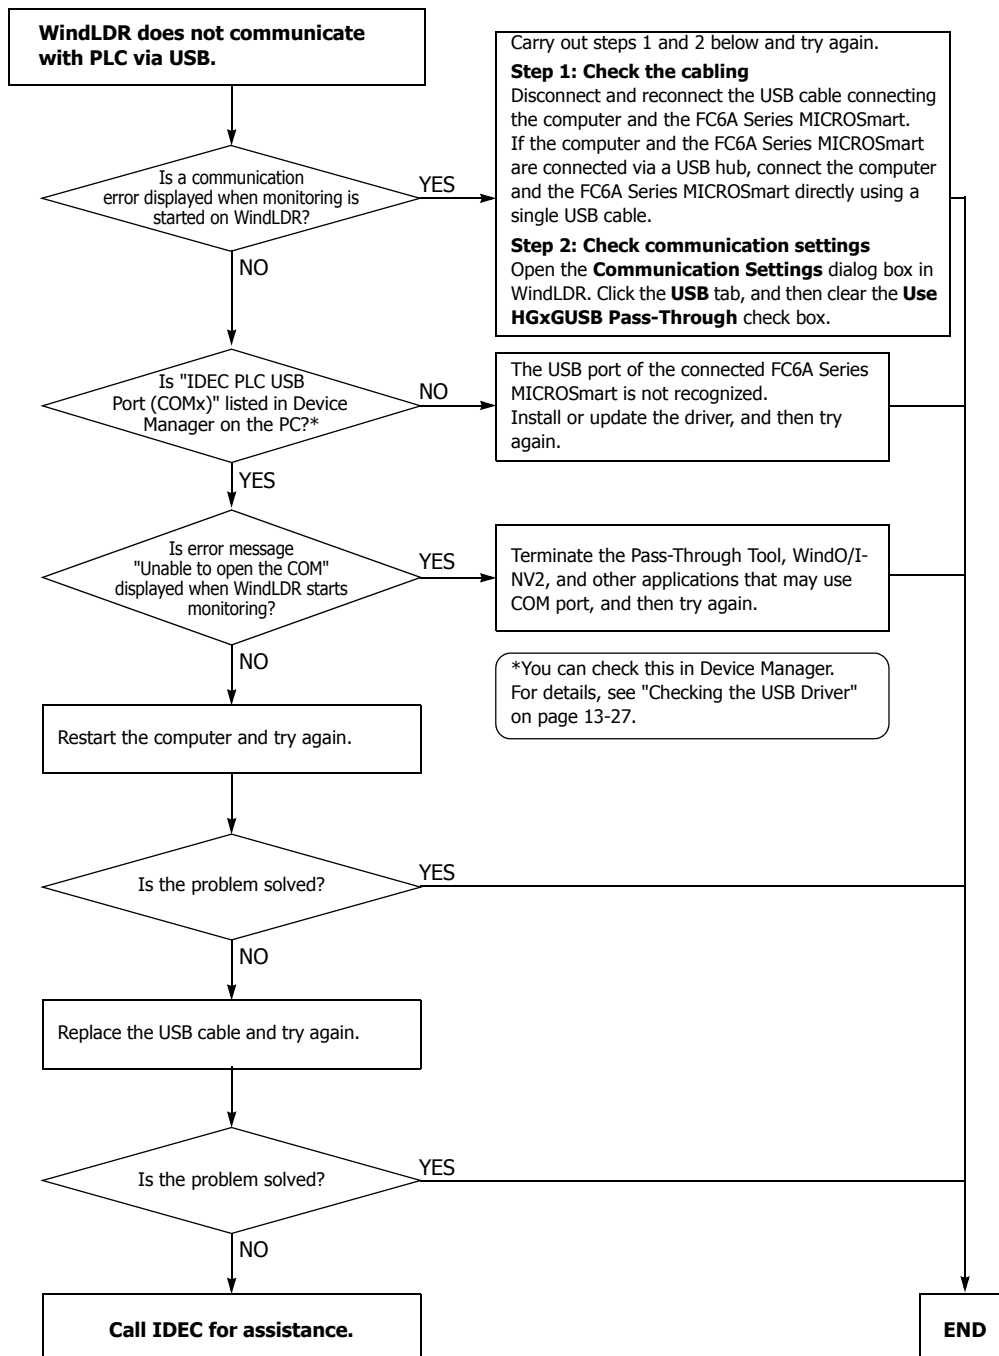 WindLDR does not communicate
with PLC via USB.
Carry out steps 1 and 2 below and try again.
Step 1: Check the cabling
Disconnect and reconnect the USB cable connecting
the computer and the FC6A Series MICROSmart.
If the computer and the FC6A Series MICROSmart
are connected via a USB hub, connect the computer
and the FC6A Series MICROSmart directly using a
single USB cable.
Step 2: Check communication settings
Open the Communication Settings dialog box in
WindLDR. Click the USB tab, and then clear the Use
HGxGUSB Pass-Through check box.
Is a communication
error displayed when monitoring is
started on WindLDR?
YES
NO
Is "IDEC PLC USB
Port (COMx)" listed in Device
Manager on the PC?*
NO
The USB port of the connected FC6A Series
MICROSmart is not recognized.
Install or update the driver, and then try
again.
YES
Is error message
"Unable to open the COM"
displayed when WindLDR starts
monitoring?
YES
Terminate the Pass-Through Tool, WindO/I-
NV2, and other applications that may use
COM port, and then try again.
NO
*You can check this in Device Manager.
For details, see "Checking the USB Driver"
on page 13-27.
Restart the computer and try again.
Is the problem solved?
YES
NO
Replace the USB cable and try again.
Is the problem solved?
YES
NO
Call IDEC for assistance.
END